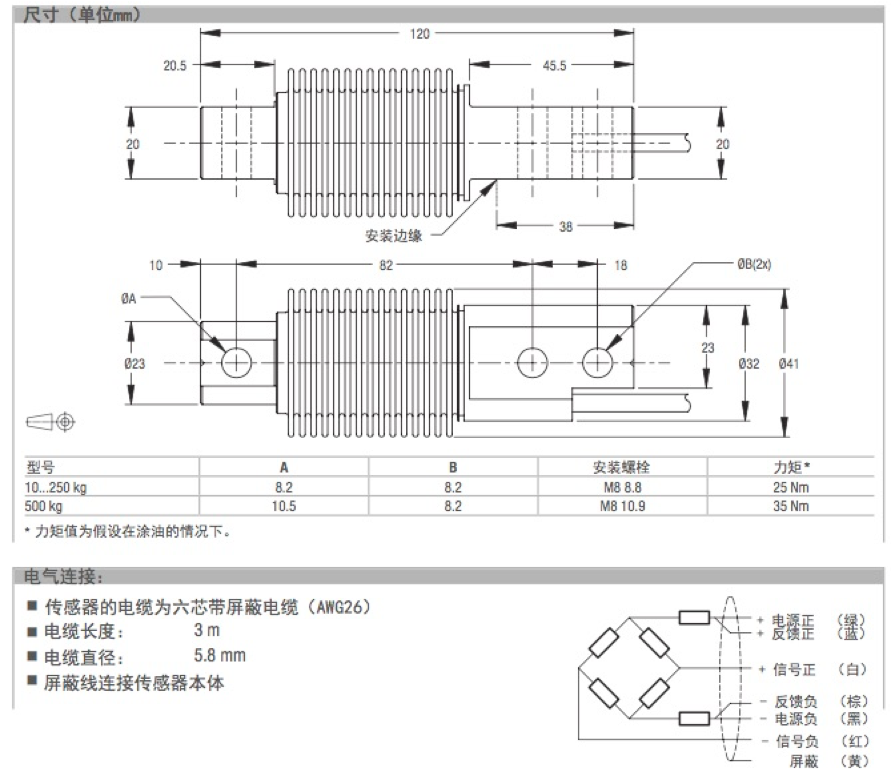 尺寸（单位mm）
120
20.5
45.5
20
20
38
安装边缘
10
82
18
ØB(2x)
ØA
Ø23
23
Ø32
Ø41
型号 A B 安装螺栓 力矩*
10...250 kg 8.2 8.2 M8 8.8 25 Nm
500 kg 10.5 8.2 M8 10.9 35 Nm
* 力矩值为假设在涂油的情况下。
电气连接：
■ 传感器的电缆为六芯带屏蔽电缆（AWG26）
■ 电缆长度： 3 m
■ 电缆直径： 5.8 mm
■ 屏蔽线连接传感器本体
+ 电源正 （绿）
+ 反馈正 （蓝）
+ 信号正 （白）
- 反馈负 （棕）
- 电源负 （黑）
- 信号负 （红）
屏蔽 （黄）